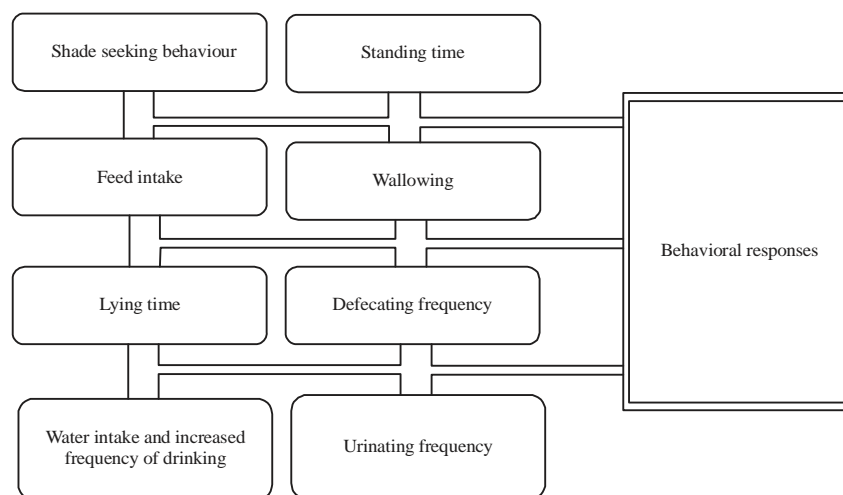 Shade seeking behaviour
Standing time
Feed intake
Wallowing
Behavioral responses
Lying time
Defecating frequency
Water intake and increased
frequency of drinking
Urinating frequency